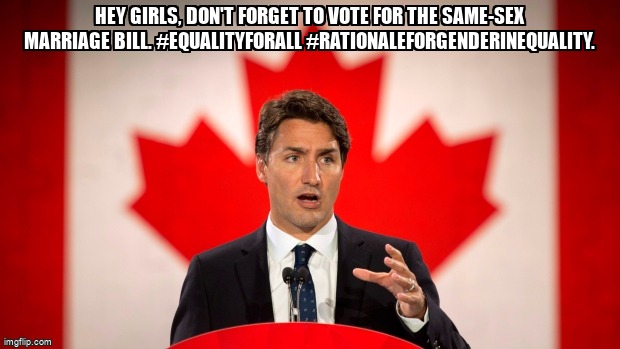 HEY GIRLS, DON'T FORGET TO VOTE FOR THE SAME-SEX
MARRIAGE BILL. #EQUALITYFORALL #RATIONALEFORGENDERINEQUALITY.
imgflip.com